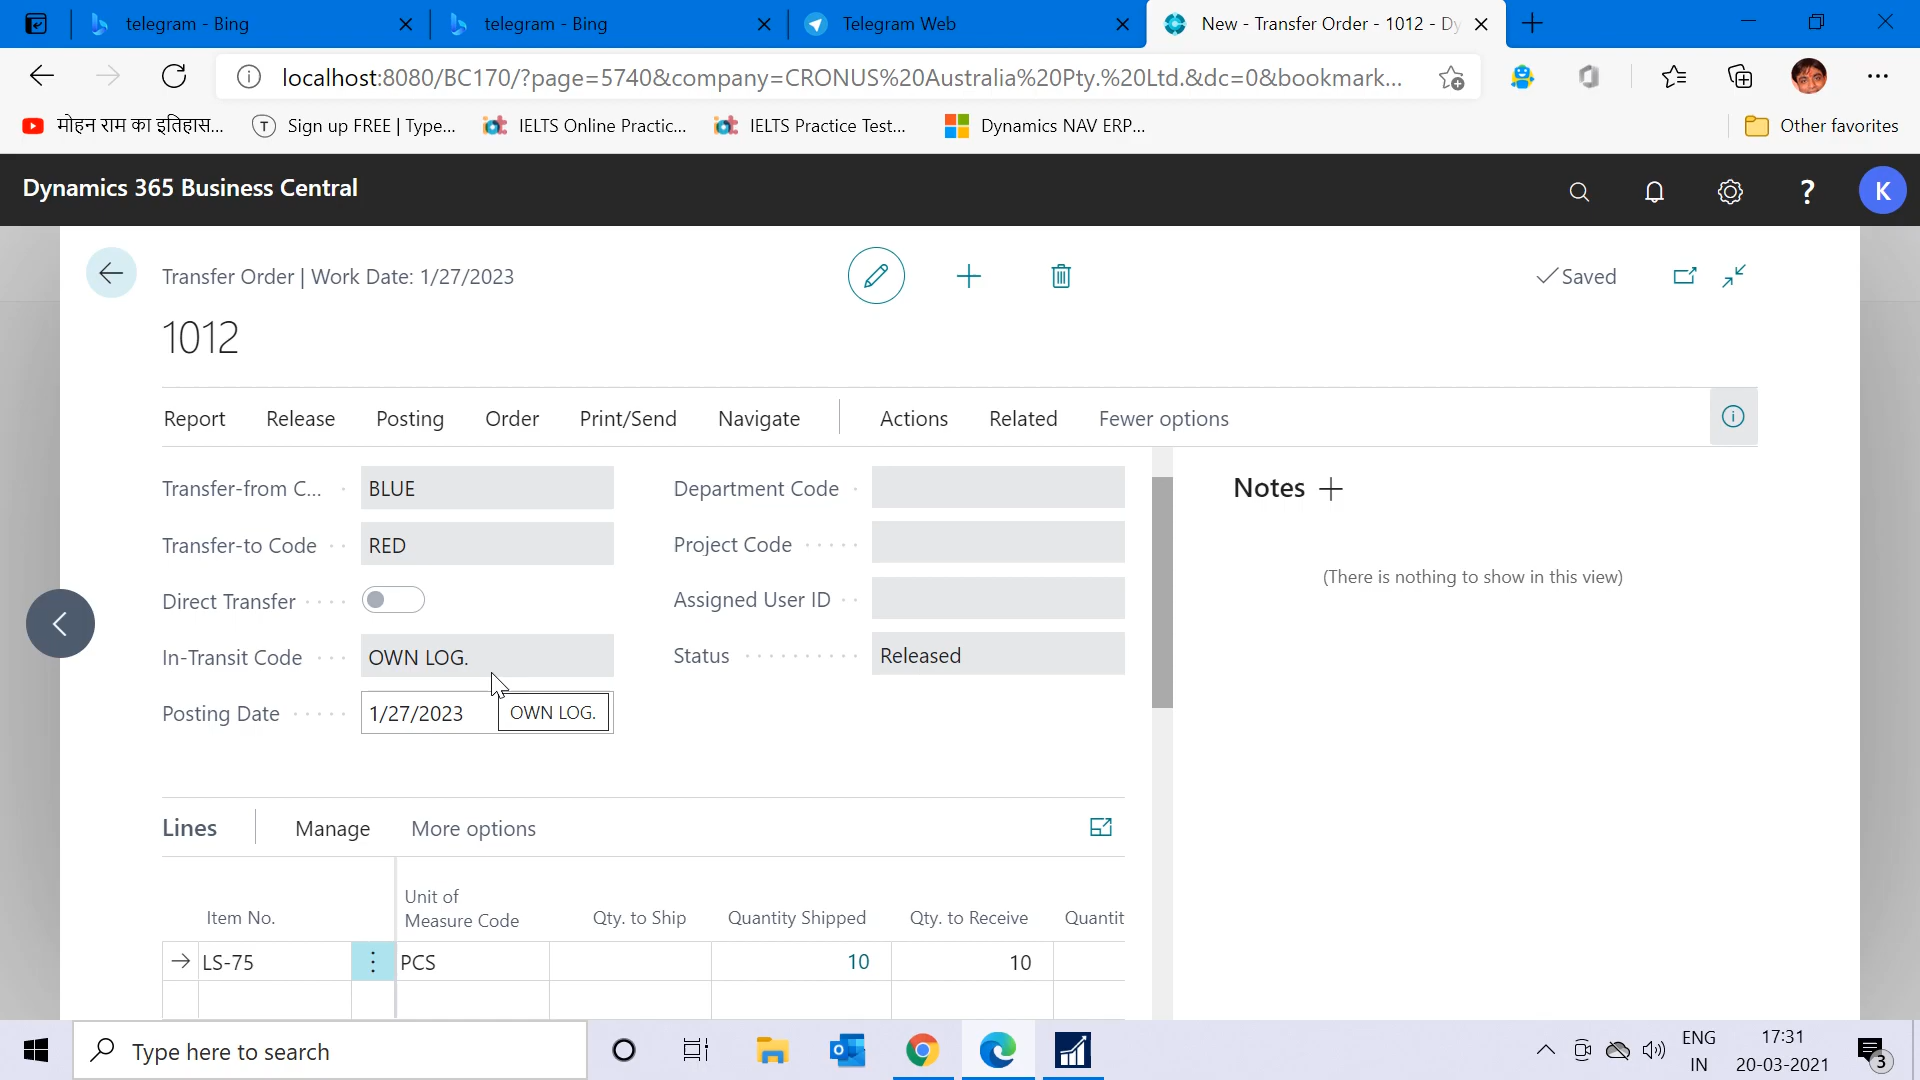 telegram - Bing
telegram - Bing
Telegram Web
New - Transfer Order - 1012 - Dy
localhost:8080/BC170/?page=5740&company=CRONUS%20Australia%20Pty.%20Ltd.&dc=0&bookmark...
मोहन राम का इतिहास...
T
Sign up FREE | Type...
IELTS Online Practic...
IELTS Practice Test...
Dynamics NAV ERP...
Other favorites
Dynamics 365 Business Central
?
K
Transfer Order | Work Date: 1/27/2023
Saved
1012
Report
Release
Posting
Order
Print/Send
Navigate
Actions
Related
Fewer options
Transfer-from C...
BLUE
Department Code
Transfer-to Code
RED
Project Code
Direct Transfer
Assigned User ID
In-Transit Code
OWN LOG.
Status
Released
Posting Date
1/27/2023
OWN LOG.
Notes
(There is nothing to show in this view)
Lines
Manage
More options
Item No.
Unit of
Measure Code
Qty. to Ship
Quantity Shipped
Qty. to Receive
Quantit
LS-75
PCS
10
10
Type here to search
ENG
IN
17:31
20-03-2021
3